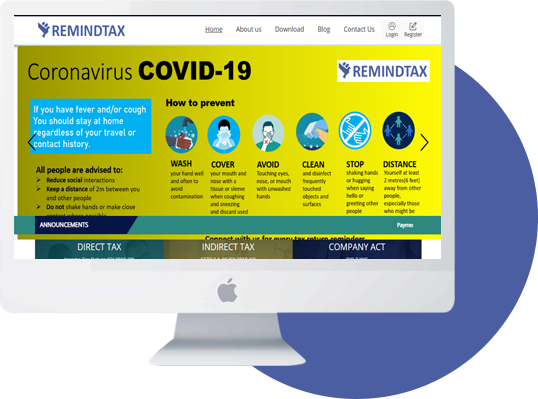 REMINDTAX
Home About us Download Blog Contact Us Login Register
Coronavirus COVID-19
REMINDTAX
If you have fever and/or cough
You should stay at home
regardless of your travel or
contact history.
All people are advised to:
Reduce social interactions
Keep a distance of 2m between you
and other people
Do not shake hands or make close
How to prevent
WASH
your hand well
and often to
avoid
contamination
COVER
your mouth and
nose with a
tissue or sleeve
when coughing
and sneezing
and discard used
AVOID
Touching eyes,
nose, or mouth
with unwashed
hands
CLEAN
and disinfect
frequently
touched
objects and
surfaces
STOP
shaking hands
or hugging
when saying
hello or
greeting other
people
DISTANCE
Yourself at least
2 metres(6 feet)
away from
other people,
especially those
who might be
ANNOUNCEMENTS
Connect with us for every tax return reminders
DIRECT TAX
INDIRECT TAX
COMPANY ACT